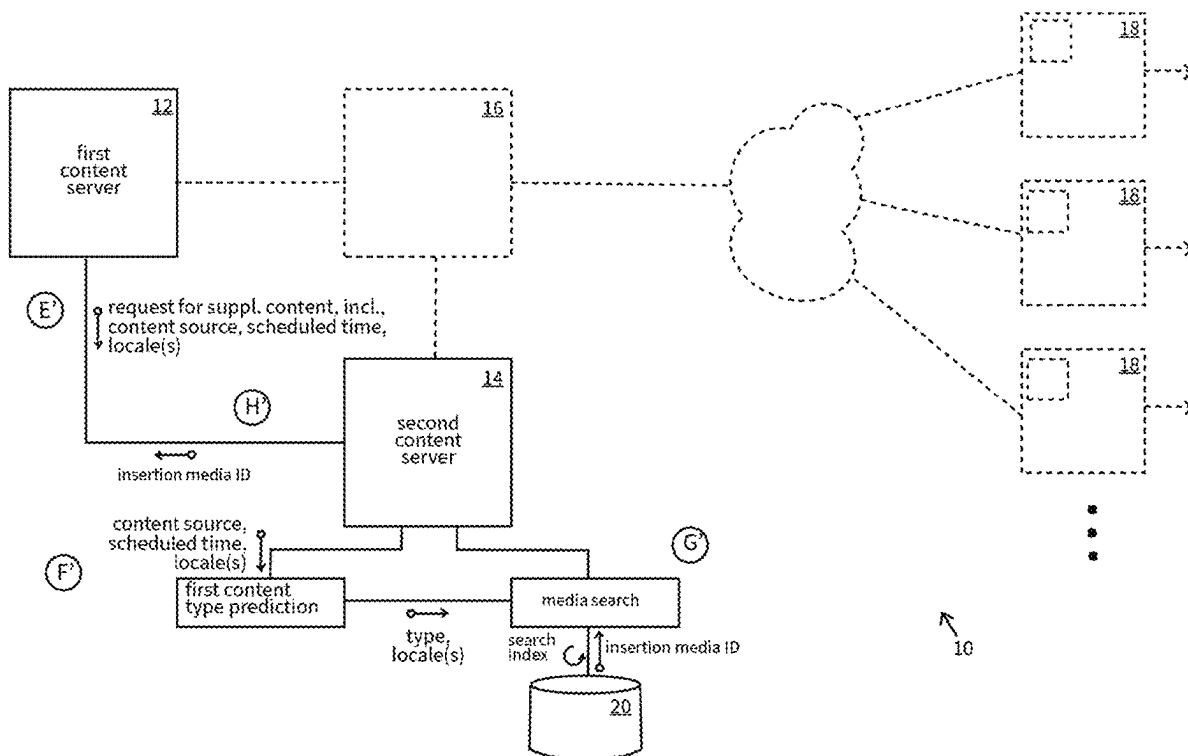 18
12
16
first
content
server
18
E'
request for suppl. content, incl.,
content source, scheduled time,
locale(s)
18
14
H'
second
content
server
insertion media ID
content source,
scheduled time,
locale(s)
G'
F'
first content
type prediction
media search
type,
locale(s)
search
index
insertion media ID
10
20